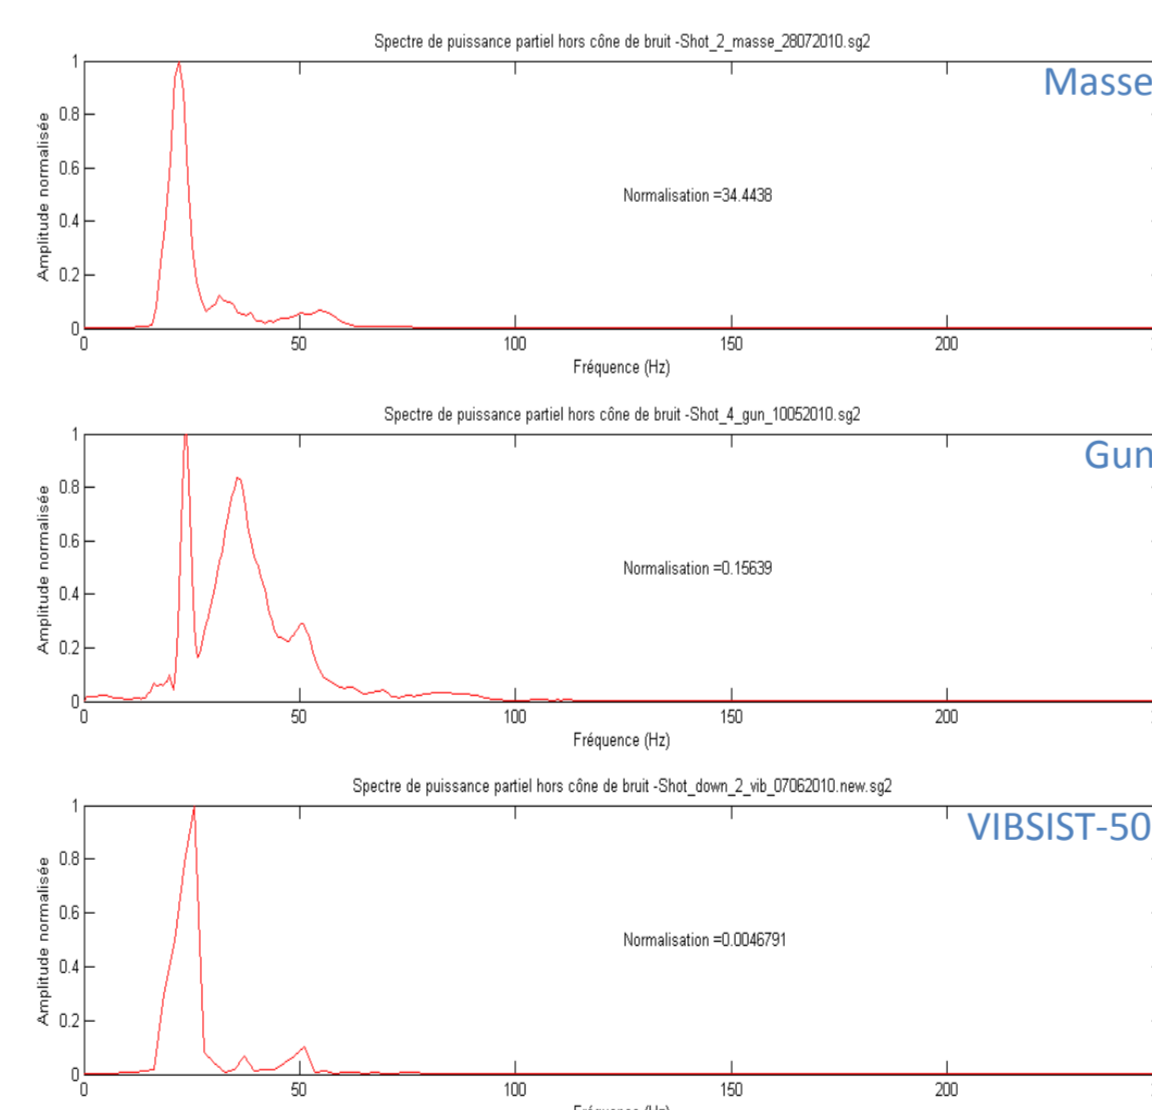 Spectre de puissance partiel hors cône de bruit -Shot_2_masse_28072010.sg2
Masse
Amplitude normalisée
1
0.8
0.6
0.4
0.2
0
Normalisation =34.4438
0 50 100 150 200
Fréquence (Hz)
Spectre de puissance partiel hors cône de bruit -Shot_4_gun_10052010.sg2
Gun
Amplitude normalisée
1
0.8
0.6
0.4
0.2
0
Normalisation =0.15639
0 50 100 150 200
Fréquence (Hz)
Spectre de puissance partiel hors cône de bruit -Shot_down_2_vib_07062010.new.sg2
VIBSIST-50
Amplitude normalisée
1
0.8
0.6
0.4
0.2
0
Normalisation =0.0046791
0 50 100 150 200
Fréquence (Hz)